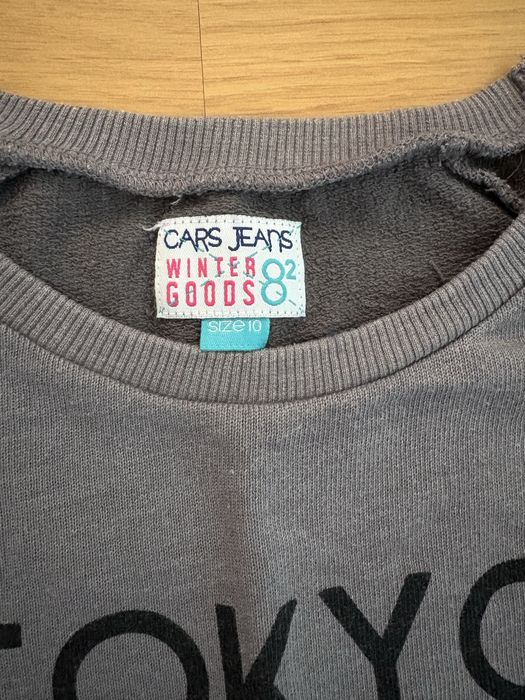 CARS JEANS
WINTER
GOODS 8²
SIZE 10
TOKYO